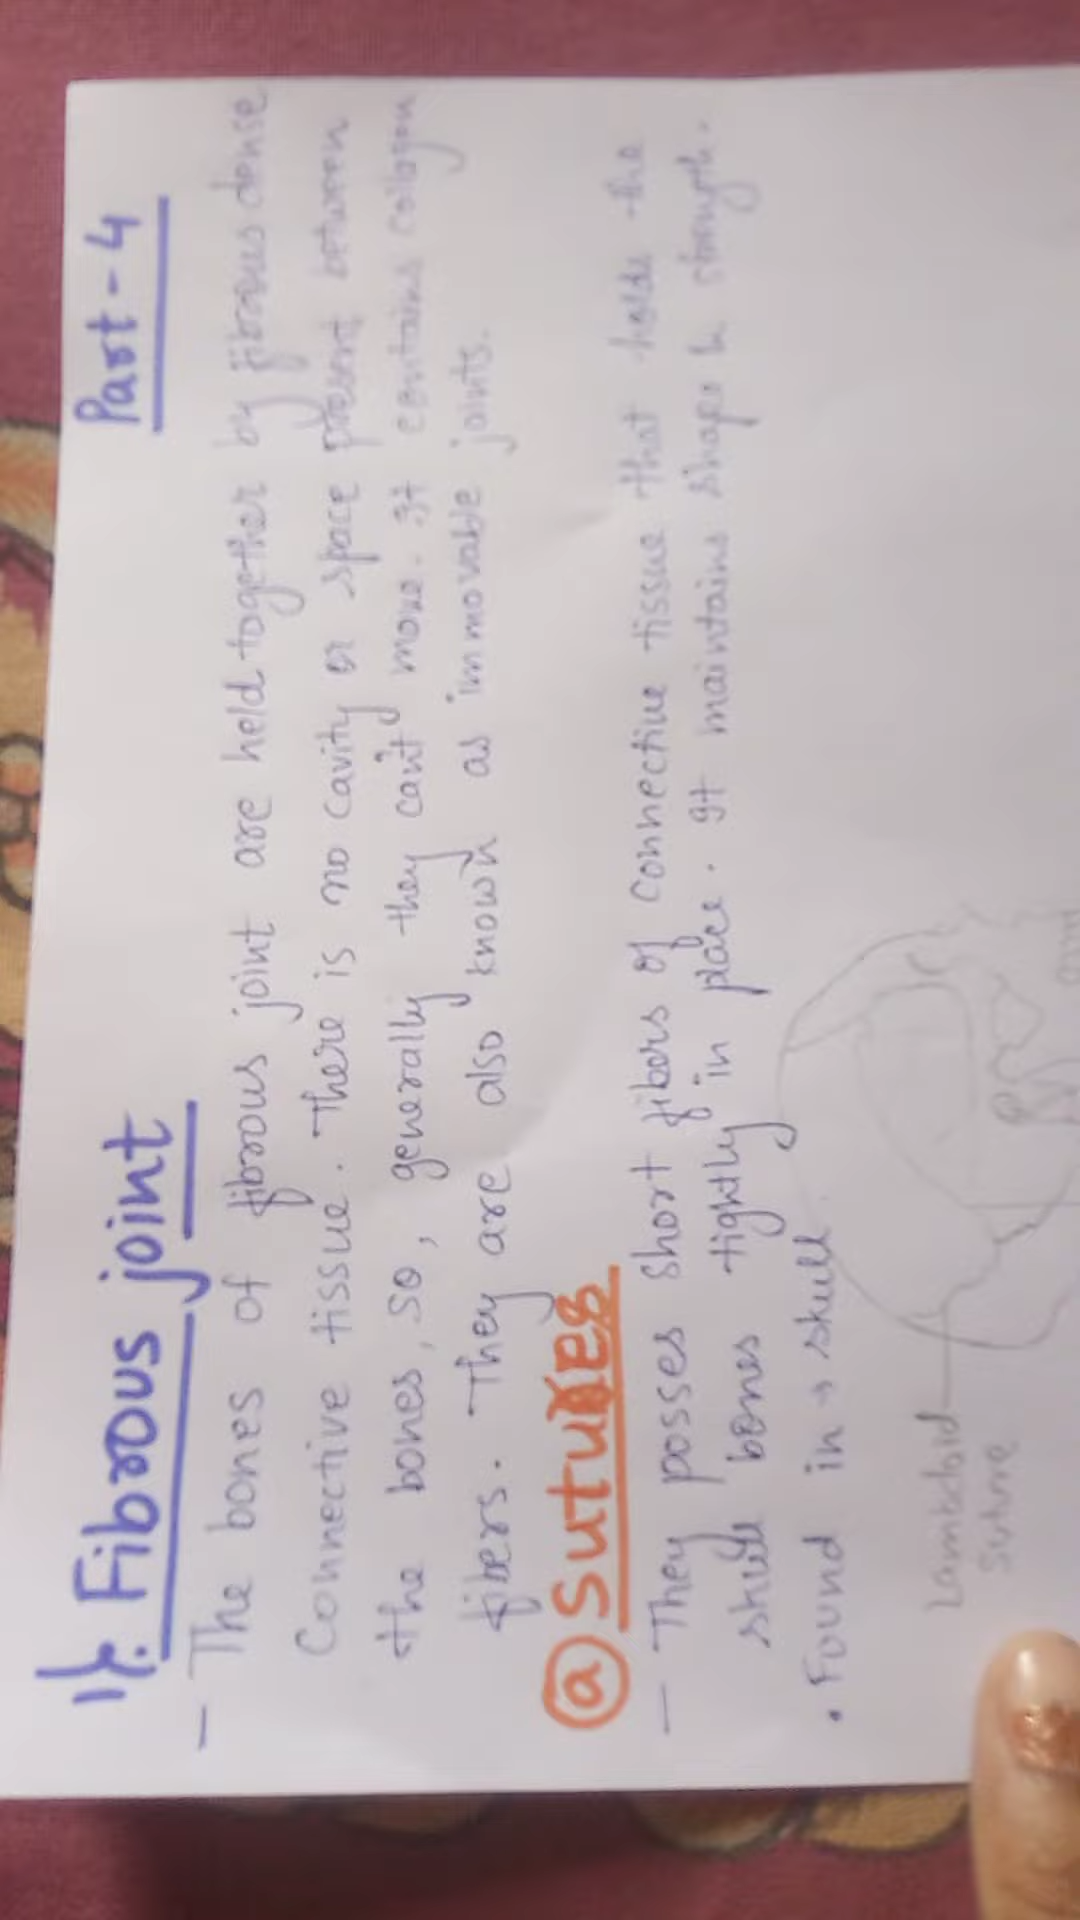 Part-4
1}. Fibrous joint
- The bones of fibrous joint are held together by fibrous dense
Connective tissue. There is no cavity or space present between
the bones, so, generally they can't move. It contains collagen
fibers. They are also known as immovable joints.
(a) Sutures
- They posses short fibers of connective tissue that holds the
skull bones tightly in place. It maintains shape & strength.
• Found in → skull
Lambdoid
Suture